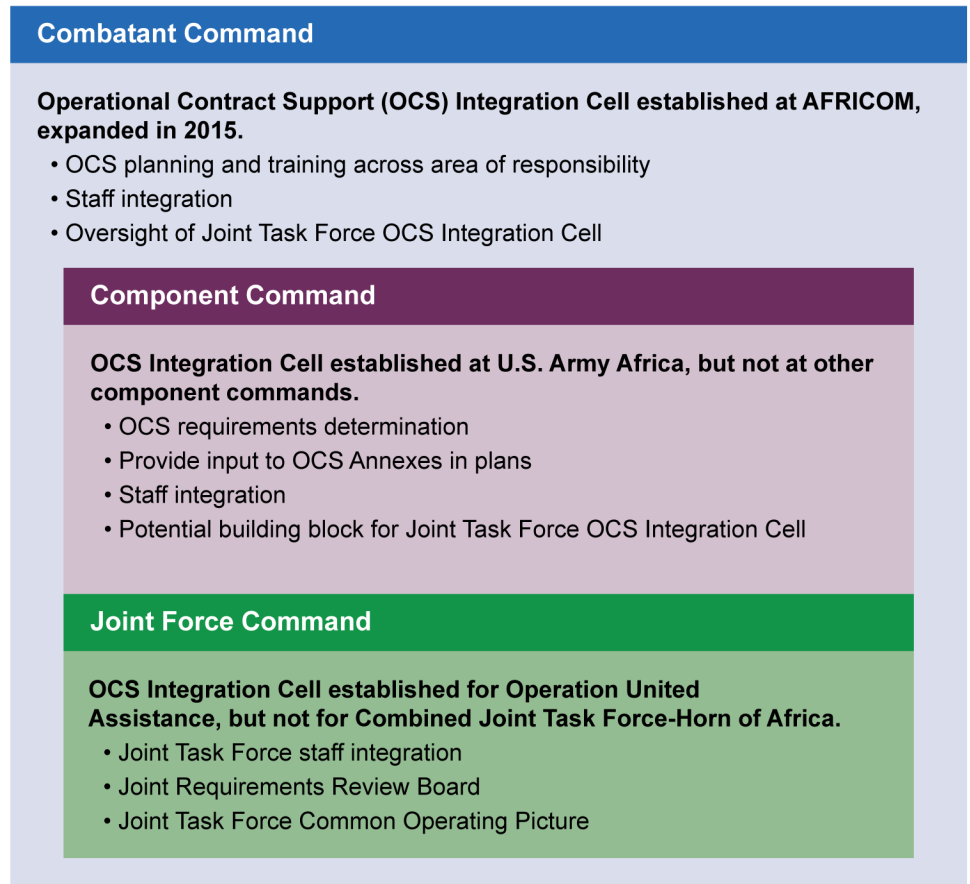 Combatant Command
Operational Contract Support (OCS) Integration Cell established at AFRICOM,
expanded in 2015.
• OCS planning and training across area of responsibility
• Staff integration
• Oversight of Joint Task Force OCS Integration Cell
Component Command
OCS Integration Cell established at U.S. Army Africa, but not at other
component commands.
• OCS requirements determination
• Provide input to OCS Annexes in plans
• Staff integration
• Potential building block for Joint Task Force OCS Integration Cell
Joint Force Command
OCS Integration Cell established for Operation United
Assistance, but not for Combined Joint Task Force-Horn of Africa.
• Joint Task Force staff integration
• Joint Requirements Review Board
• Joint Task Force Common Operating Picture